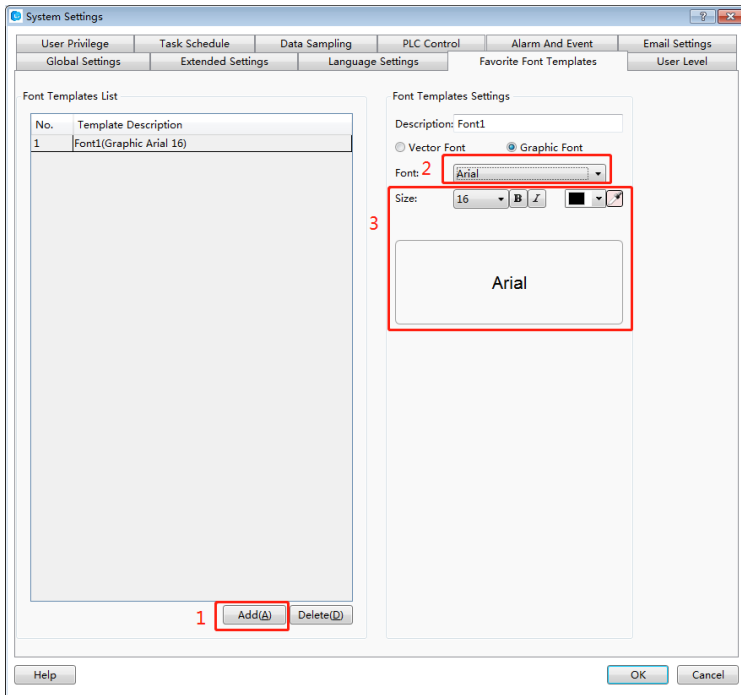 System Settings
User Privilege Task Schedule Data Sampling PLC Control Alarm And Event Email Settings
Global Settings Extended Settings Language Settings Favorite Font Templates User Level
Font Templates List
No. Template Description
1 Font1(Graphic Arial 16)
1 Add(A) Delete(D)
Font Templates Settings
Description: Font1
Vector Font Graphic Font
Font: 2 Arial
3
Size: 16 B I
Arial
Help OK Cancel